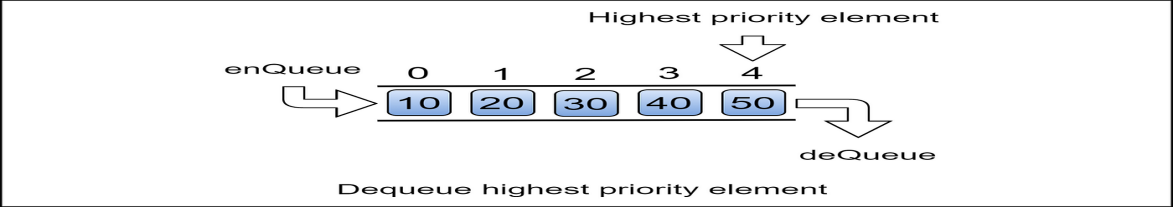 Highest priority element
enQueue
0 1 2 3 4
10 20 30 40 50
deQueue
Dequeue highest priority element